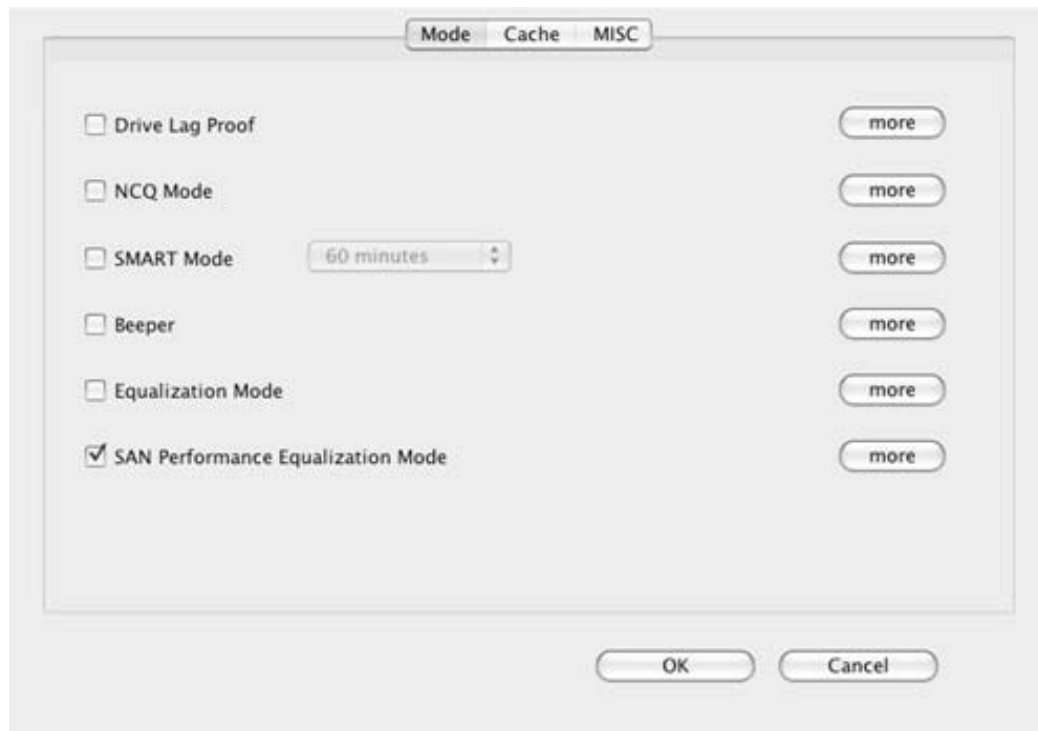 Mode Cache MISC
Drive Lag Proof more
NCQ Mode more
SMART Mode 60 minutes more
Beeper more
Equalization Mode more
SAN Performance Equalization Mode more
OK Cancel